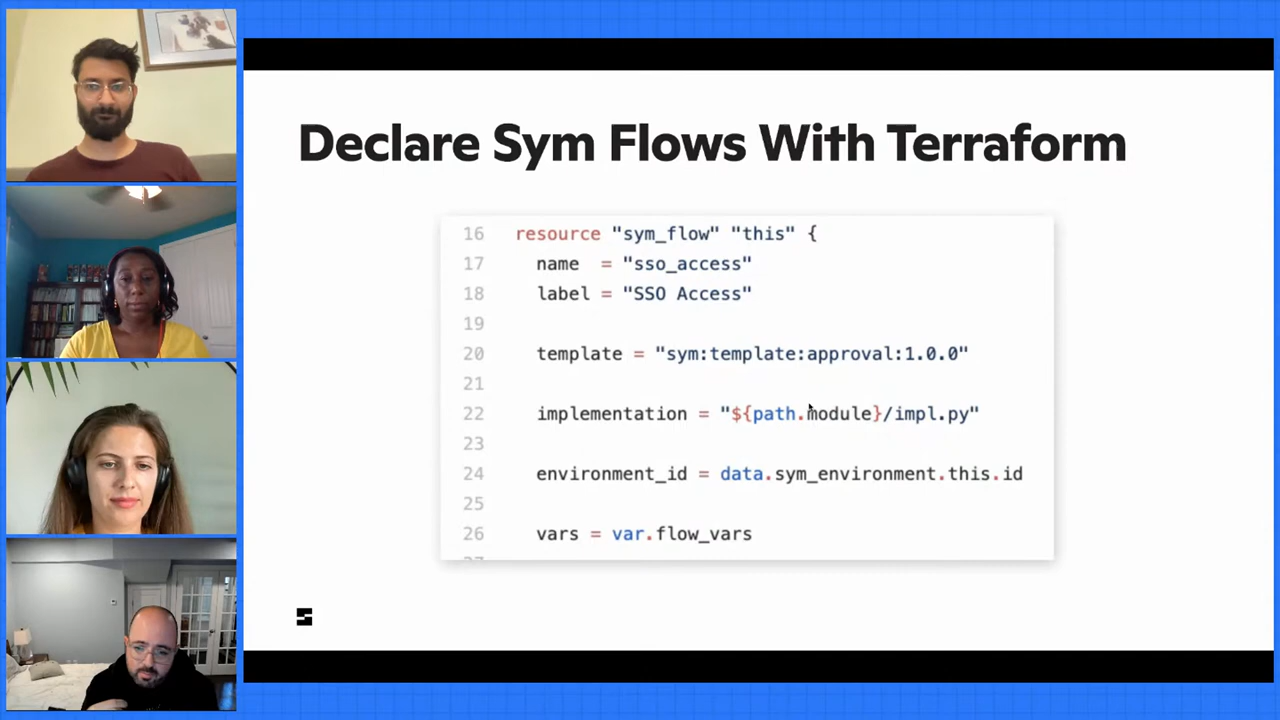 Declare Sym Flows With Terraform
16 resource "sym_flow" "this" {
17 name = "sso_access"
18 label = "SSO Access"
19
20 template = "sym:template:approval:1.0.0"
21
22 implementation = "${path.module}/impl.py"
23
24 environment_id = data.sym_environment.this.id
25
26 vars = var.flow_vars